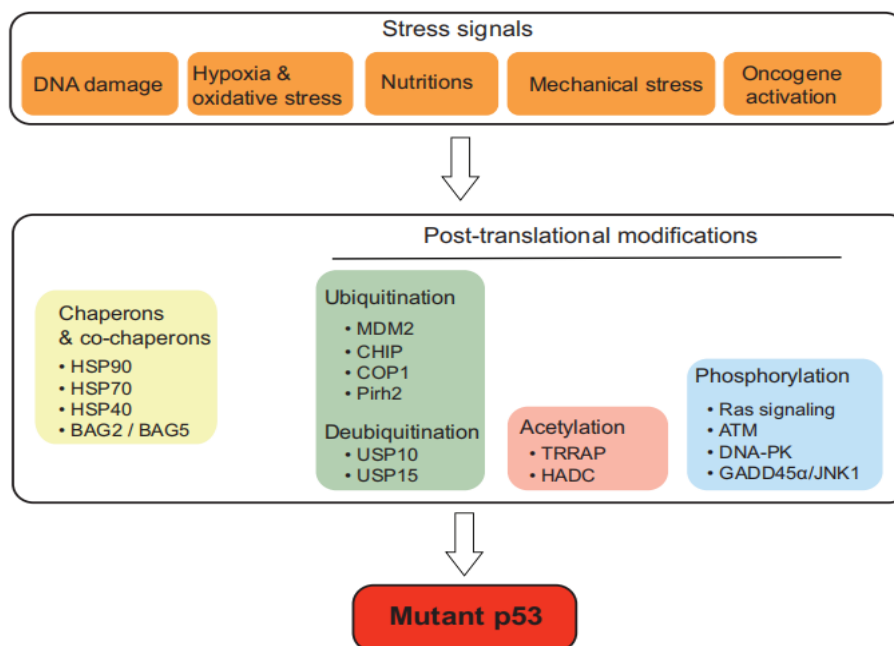 Stress signals
DNA damage
Hypoxia &
oxidative stress
Nutritions
Mechanical stress
Oncogene
activation
Post-translational modifications
Chaperons
& co-chaperons
• HSP90
• HSP70
• HSP40
• BAG2 / BAG5
Ubiquitination
• MDM2
• CHIP
• COP1
• Pirh2
Deubiquitination
• USP10
• USP15
Acetylation
• TRRAP
• HADC
Phosphorylation
• Ras signaling
• ATM
• DNA-PK
• GADD45α/JNK1
Mutant p53